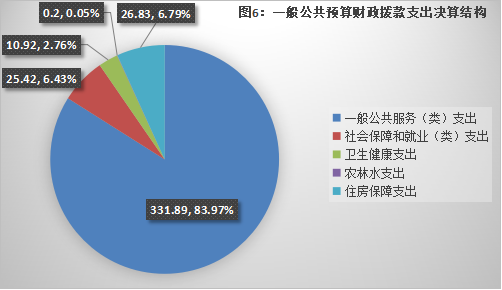 图6：一般公共预算财政拨款支出决算结构
0.2, 0.05%
26.83, 6.79%
10.92, 2.76%
25.42, 6.43%
331.89, 83.97%
一般公共服务（类）支出
社会保障和就业（类）支出
卫生健康支出
农林水支出
住房保障支出